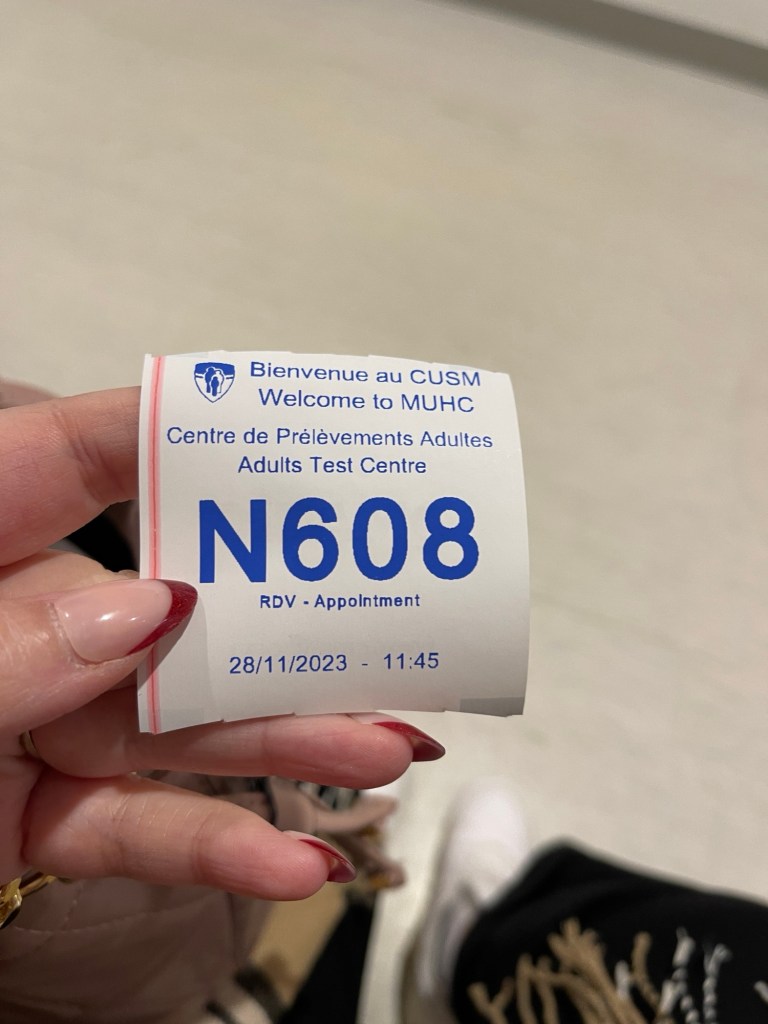 Bienvenue au CUSM
Welcome to MUHC
Centre de Prélèvements Adultes
Adults Test Centre
N608
RDV - Appointment
28/11/2023 - 11:45